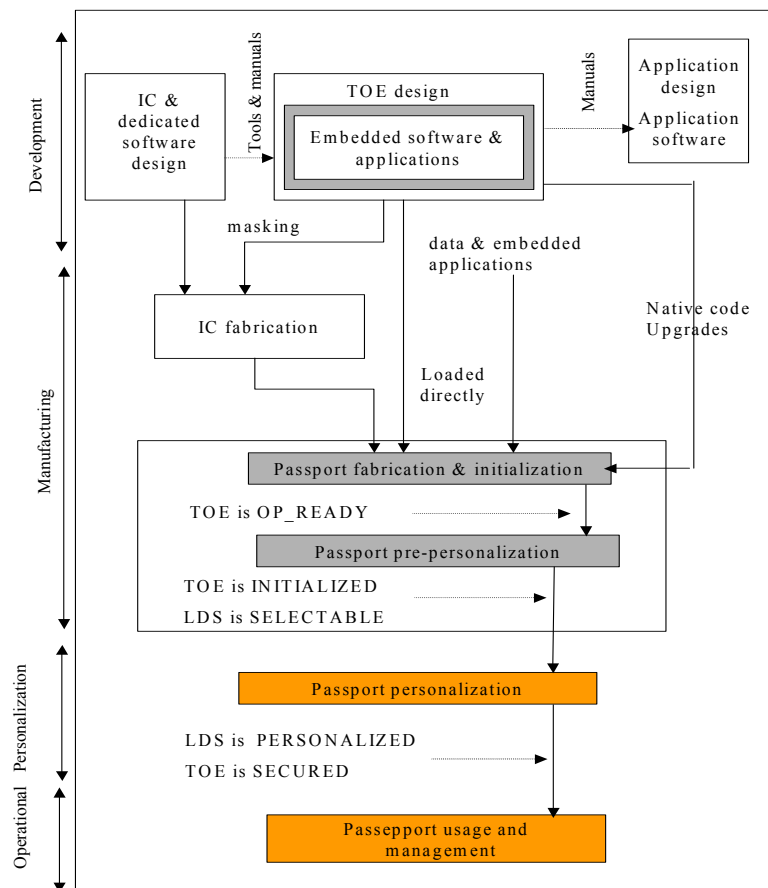 Development
IC &
dedicated
software
design
Tools & manuals
TOE design
Embedded software &
applications
Manuals
Application
design
Application
software
masking
data & embedded
applications
Native code
Upgrades
Manufacturing
IC fabrication
Loaded
directly
Passport fabrication & initialization
TOE is OP_READY
Passport pre-personalization
TOE is INITIALIZED
LDS is SELECTABLE
Personalization
Passport personalization
LDS is PERSONALIZED
TOE is SECURED
Operational
Passepport usage and
management